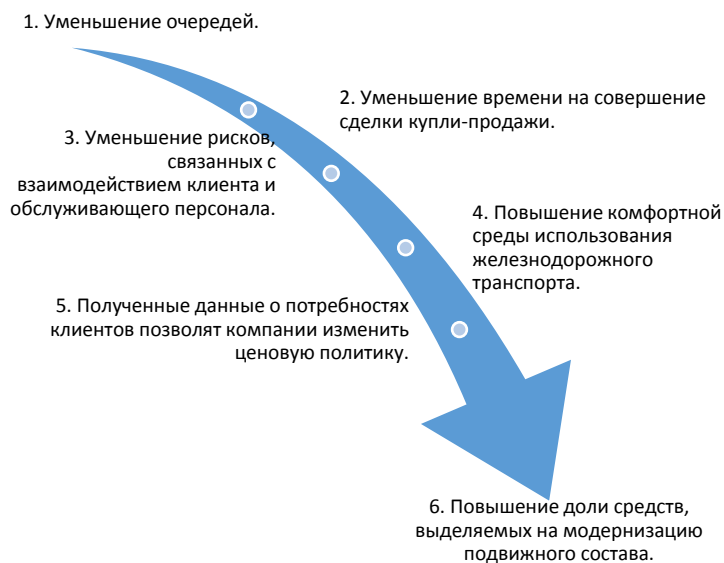 1. Уменьшение очередей.
2. Уменьшение времени на совершение
сделки купли-продажи.
3. Уменьшение рисков,
связанных с
взаимодействием клиента и
обслуживающего персонала.
4. Повышение комфортной
среды использования
железнодорожного
транспорта.
5. Полученные данные о потребностях
клиентов позволят компании изменить
ценовую политику.
6. Повышение доли средств,
выделяемых на модернизацию
подвижного состава.